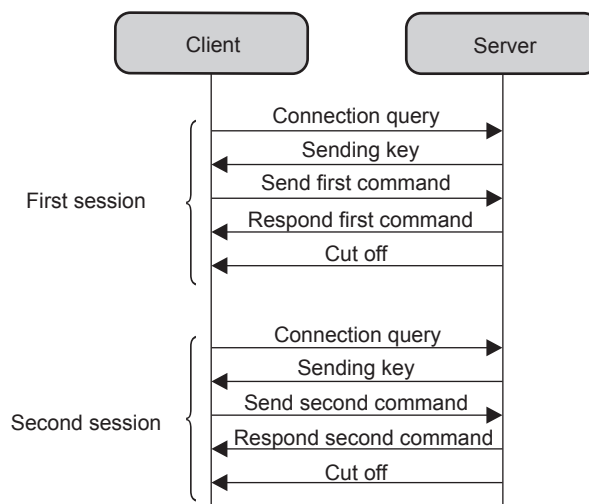 Client
Server
Connection query
Sending key
Send first command
First session
Respond first command
Cut off
Connection query
Sending key
Send second command
Second session
Respond second command
Cut off